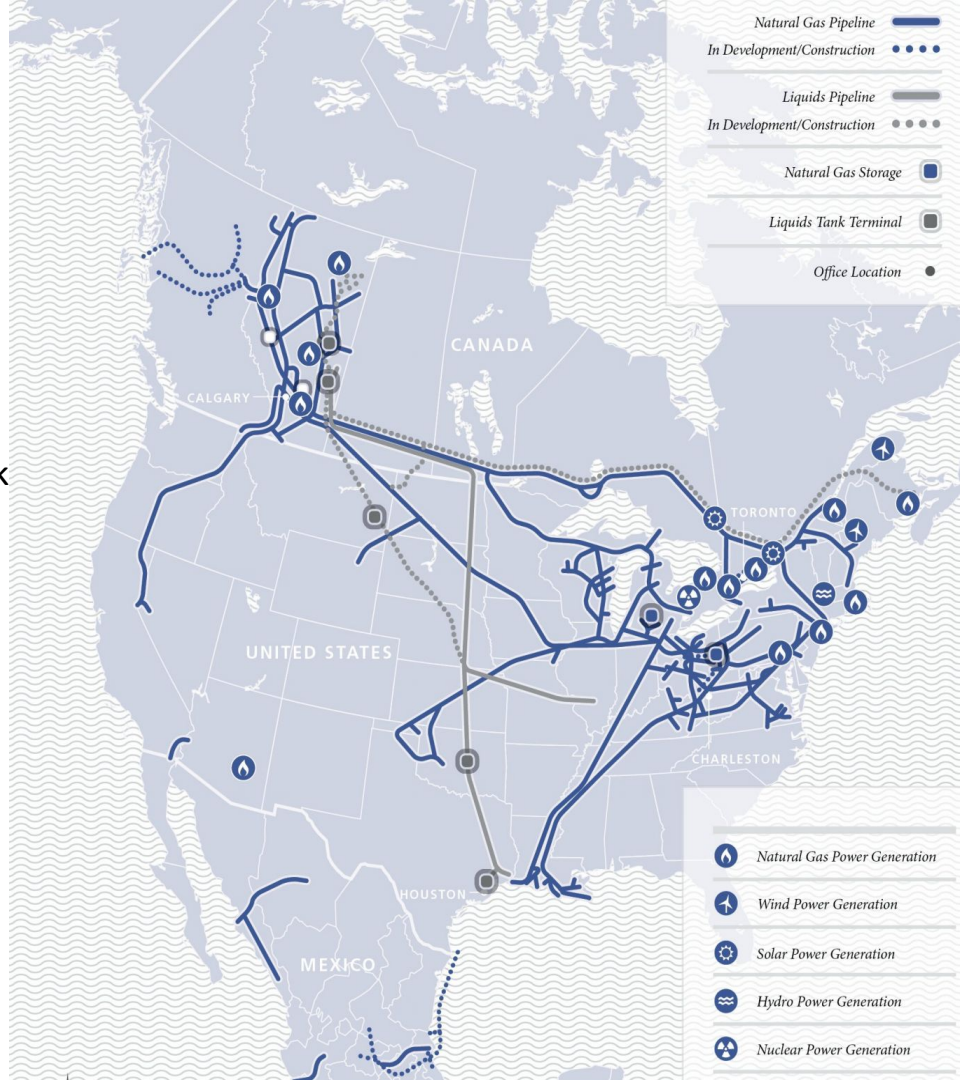 Natural Gas Pipeline
In Development/Construction
Liquids Pipeline
In Development/Construction
Natural Gas Storage
Liquids Tank Terminal
Office Location
CANADA
CALGARY
k
TORONTO
UNITED STATES
CHARLESTON
HOUSTON
MEXICO
Natural Gas Power Generation
Wind Power Generation
Solar Power Generation
Hydro Power Generation
Nuclear Power Generation